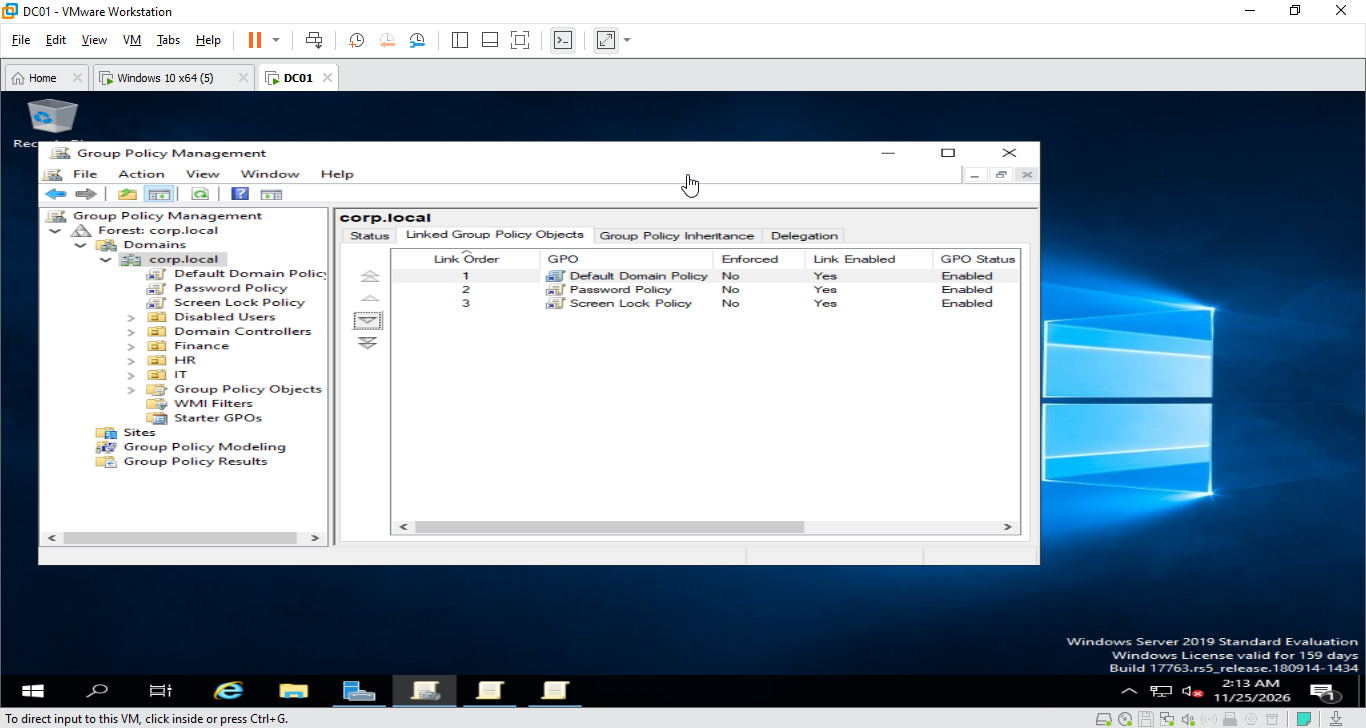 DC01 - VMware Workstation
File Edit View VM Tabs Help
Home Windows 10 x64 (5) DC01
Group Policy Management
File Action View Window Help
Group Policy Management
Forest: corp.local
Domains
corp.local
Default Domain Polic
Password Policy
Screen Lock Policy
Disabled Users
Domain Controllers
Finance
HR
IT
Group Policy Objects
WMI Filters
Starter GPOs
Sites
Group Policy Modeling
Group Policy Results
corp.local
Status Linked Group Policy Objects Group Policy Inheritance Delegation
Link Order GPO Enforced Link Enabled GPO Status
1 Default Domain Policy No Yes Enabled
2 Password Policy No Yes Enabled
3 Screen Lock Policy No Yes Enabled
Windows Server 2019 Standard Evaluation
Windows License valid for 159 days
Build 17763.rs5_release.180914-1434
2:13 AM
11/25/2026
1
To direct input to this VM, click inside or press Ctrl+G.